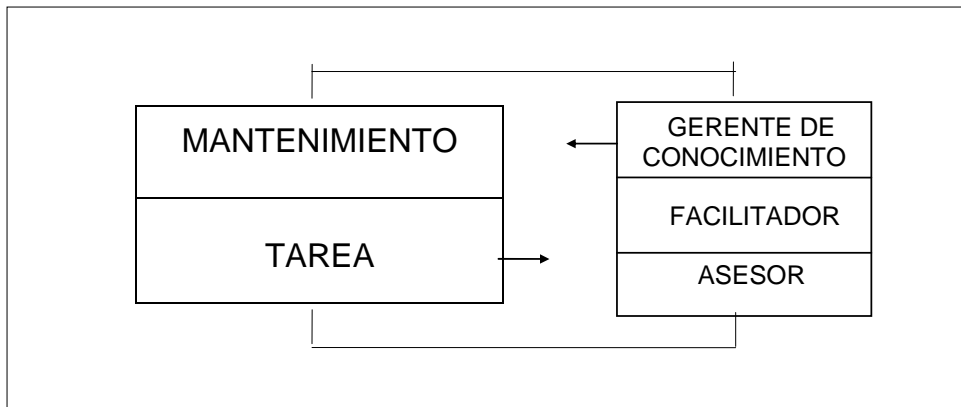 MANTENIMIENTO
TAREA
GERENTE DE
CONOCIMIENTO
FACILITADOR
ASESOR